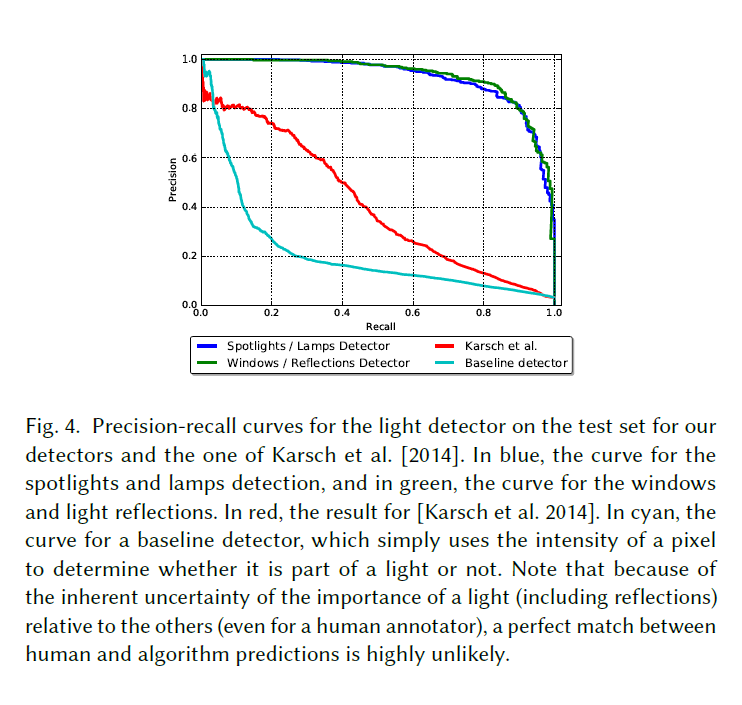 1.0
0.8
0.6
0.4
0.2
0.0
Precision
0.0 0.2 0.4 0.6 0.8 1.0
Recall
Spotlights / Lamps Detector Karsch et al.
Windows / Reflections Detector Baseline detector
Fig. 4. Precision-recall curves for the light detector on the test set for our
detectors and the one of Karsch et al. [2014]. In blue, the curve for the
spotlights and lamps detection, and in green, the curve for the windows
and light reflections. In red, the result for [Karsch et al. 2014]. In cyan, the
curve for a baseline detector, which simply uses the intensity of a pixel
to determine whether it is part of a light or not. Note that because of
the inherent uncertainty of the importance of a light (including reflections)
relative to the others (even for a human annotator), a perfect match between
human and algorithm predictions is highly unlikely.